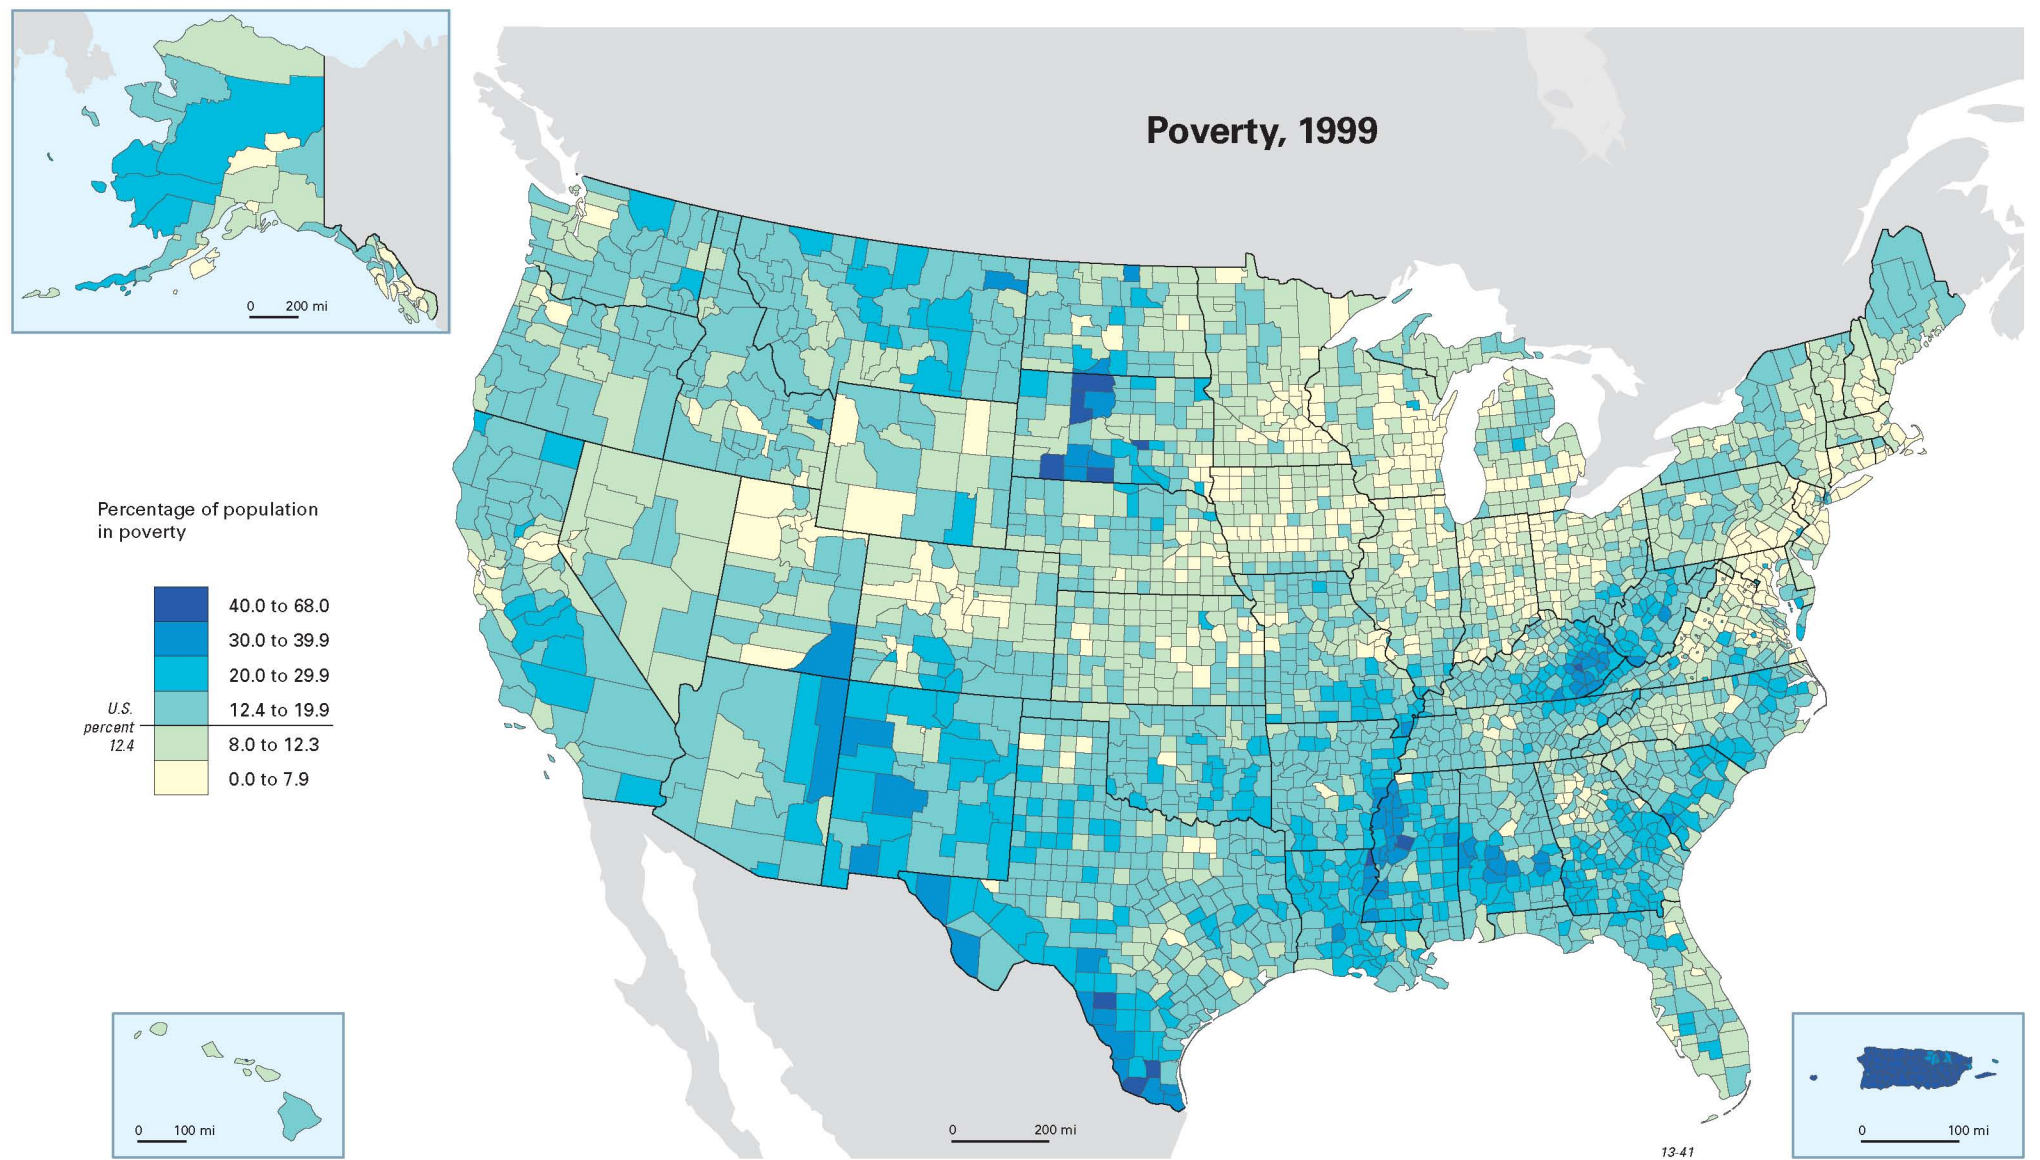 Poverty, 1999
0 200 mi
Percentage of population
in poverty
40.0 to 68.0
30.0 to 39.9
20.0 to 29.9
12.4 to 19.9
U.S.
percent
12.4
8.0 to 12.3
0.0 to 7.9
0 100 mi
0 200 mi
0 100 mi
13-41